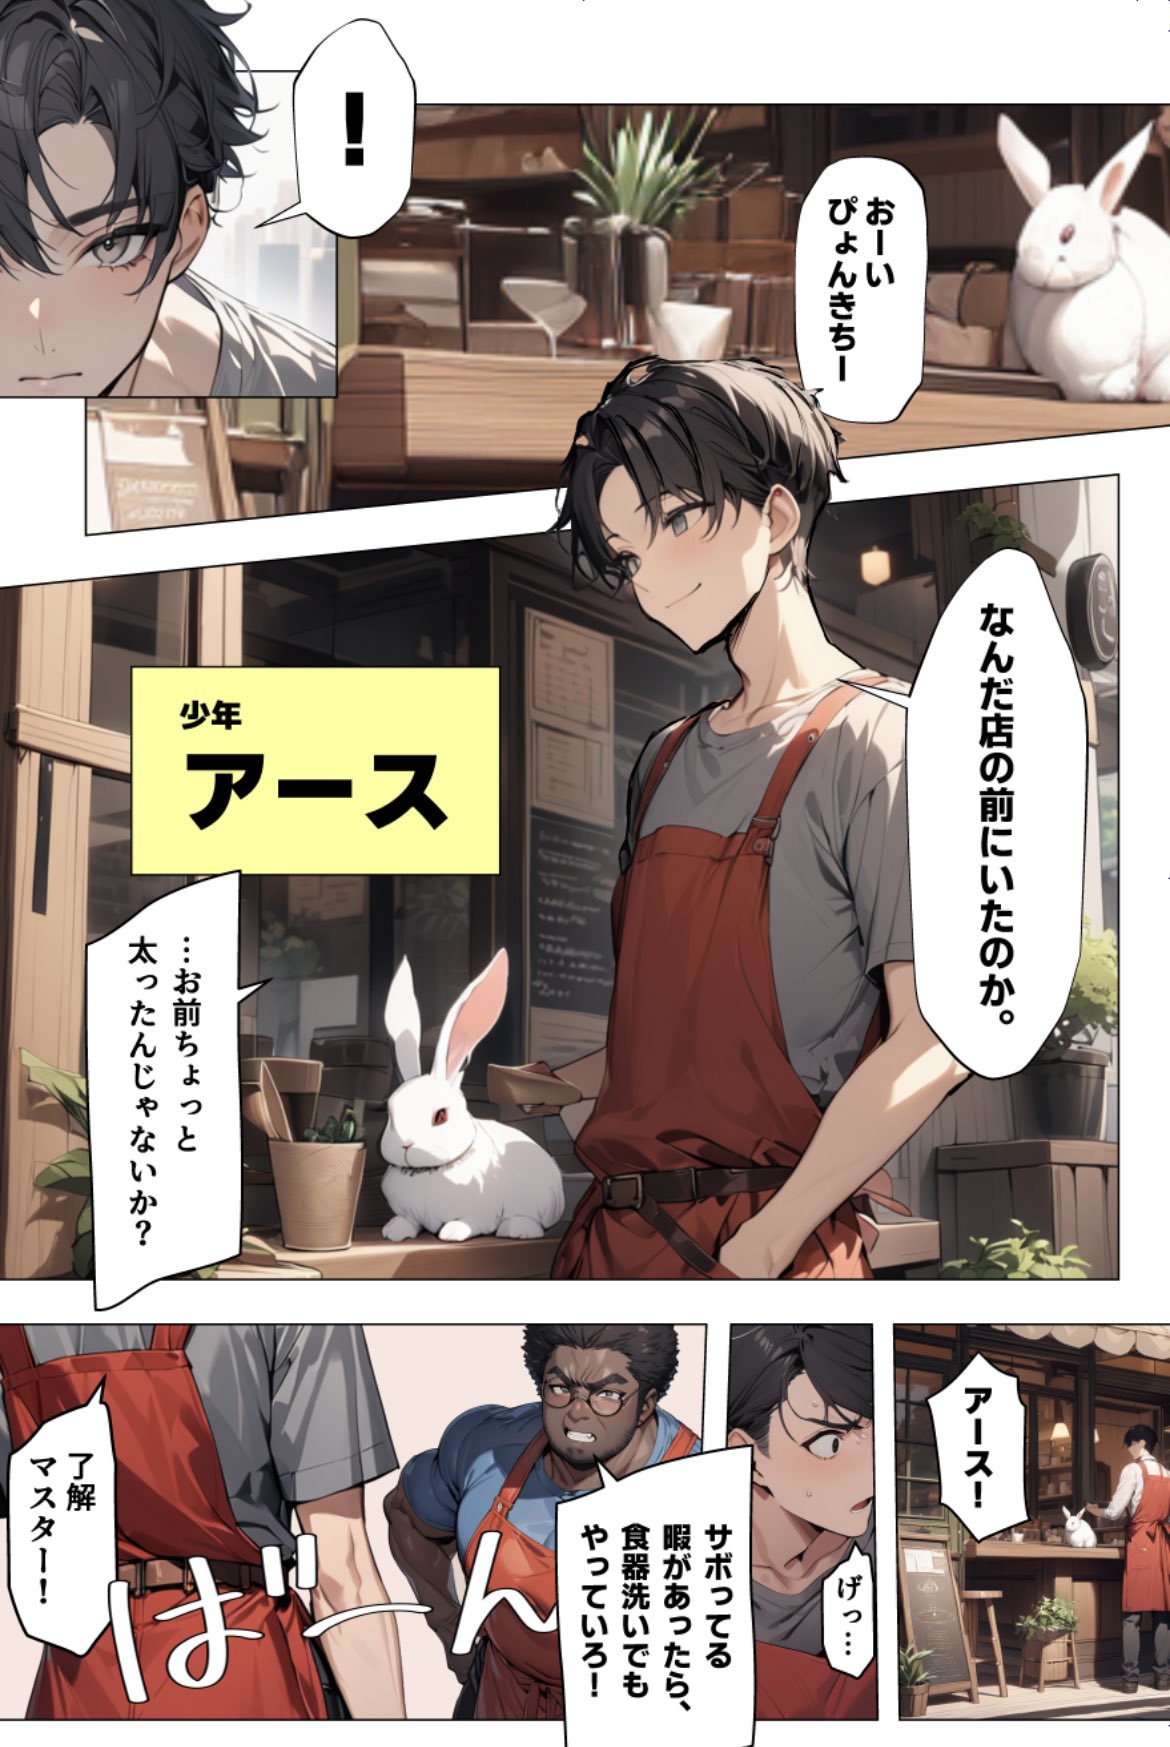 ！
おーい
ぴょんきちー
なんだ店の前にいたのか。
少年
アース
…お前ちょっと
太ったんじゃないか？
アース！
げっ…
サボってる
暇があったら、
食器洗いでも
やっていろ！
ばーん
了解
マスター！